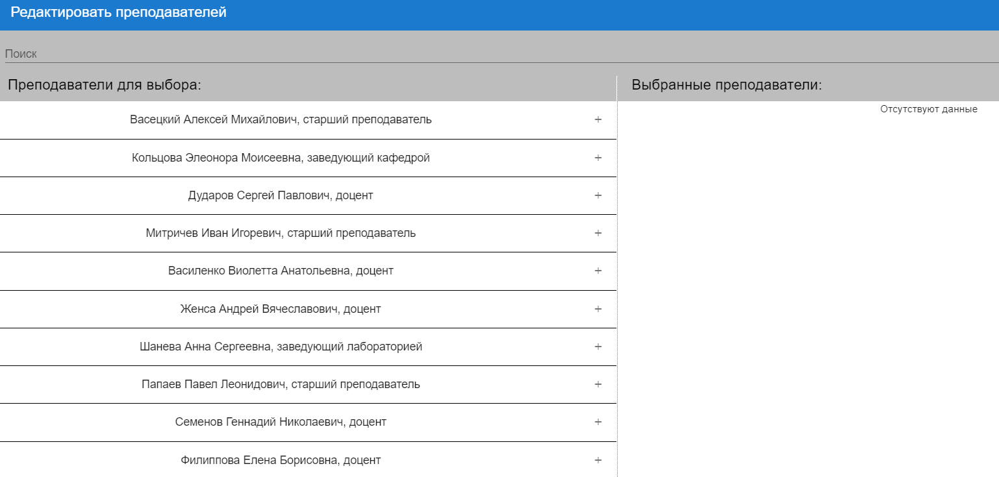 Редактировать преподавателей
Поиск
Преподаватели для выбора:
Выбранные преподаватели:
Отсутствуют данные
Васецкий Алексей Михайлович, старший преподаватель +
Кольцова Элеонора Моисеевна, заведующий кафедрой +
Дударов Сергей Павлович, доцент +
Митричев Иван Игоревич, старший преподаватель +
Василенко Виолетта Анатольевна, доцент +
Женса Андрей Вячеславович, доцент +
Шанева Анна Сергеевна, заведующий лабораторией +
Папаев Павел Леонидович, старший преподаватель +
Семенов Геннадий Николаевич, доцент +
Филиппова Елена Борисовна, доцент +